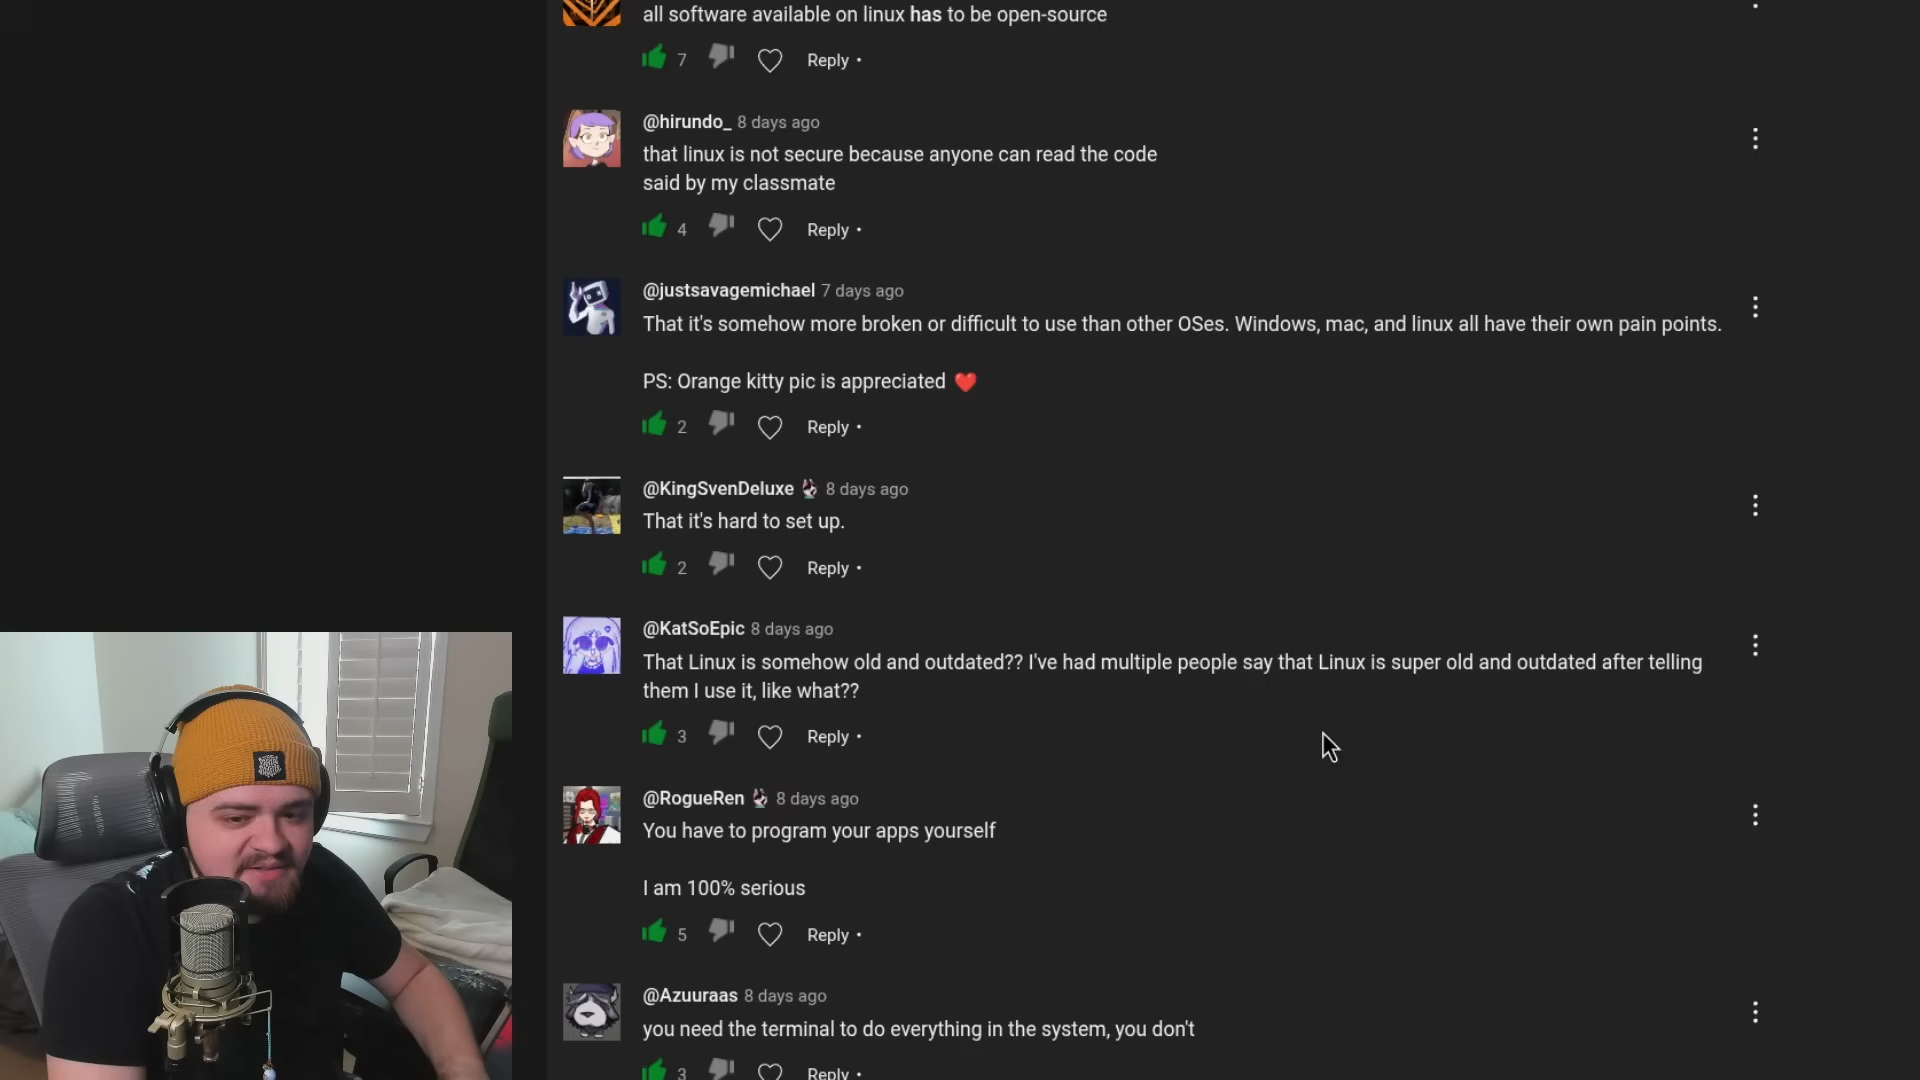 all software available on linux has to be open-source
7 Reply •
@hirundo_ 8 days ago
that linux is not secure because anyone can read the code
said by my classmate
4 Reply •
@justsavagemichael 7 days ago
That it's somehow more broken or difficult to use than other OSes. Windows, mac, and linux all have their own pain points.
PS: Orange kitty pic is appreciated ❤️
2 Reply •
@KingSvenDeluxe 8 days ago
That it's hard to set up.
2 Reply •
@KatSoEpic 8 days ago
That Linux is somehow old and outdated?? I've had multiple people say that Linux is super old and outdated after telling
them I use it, like what??
3 Reply •
@RogueRen 8 days ago
You have to program your apps yourself
I am 100% serious
5 Reply •
@Azuuraas 8 days ago
you need the terminal to do everything in the system, you don't
3 Reply •